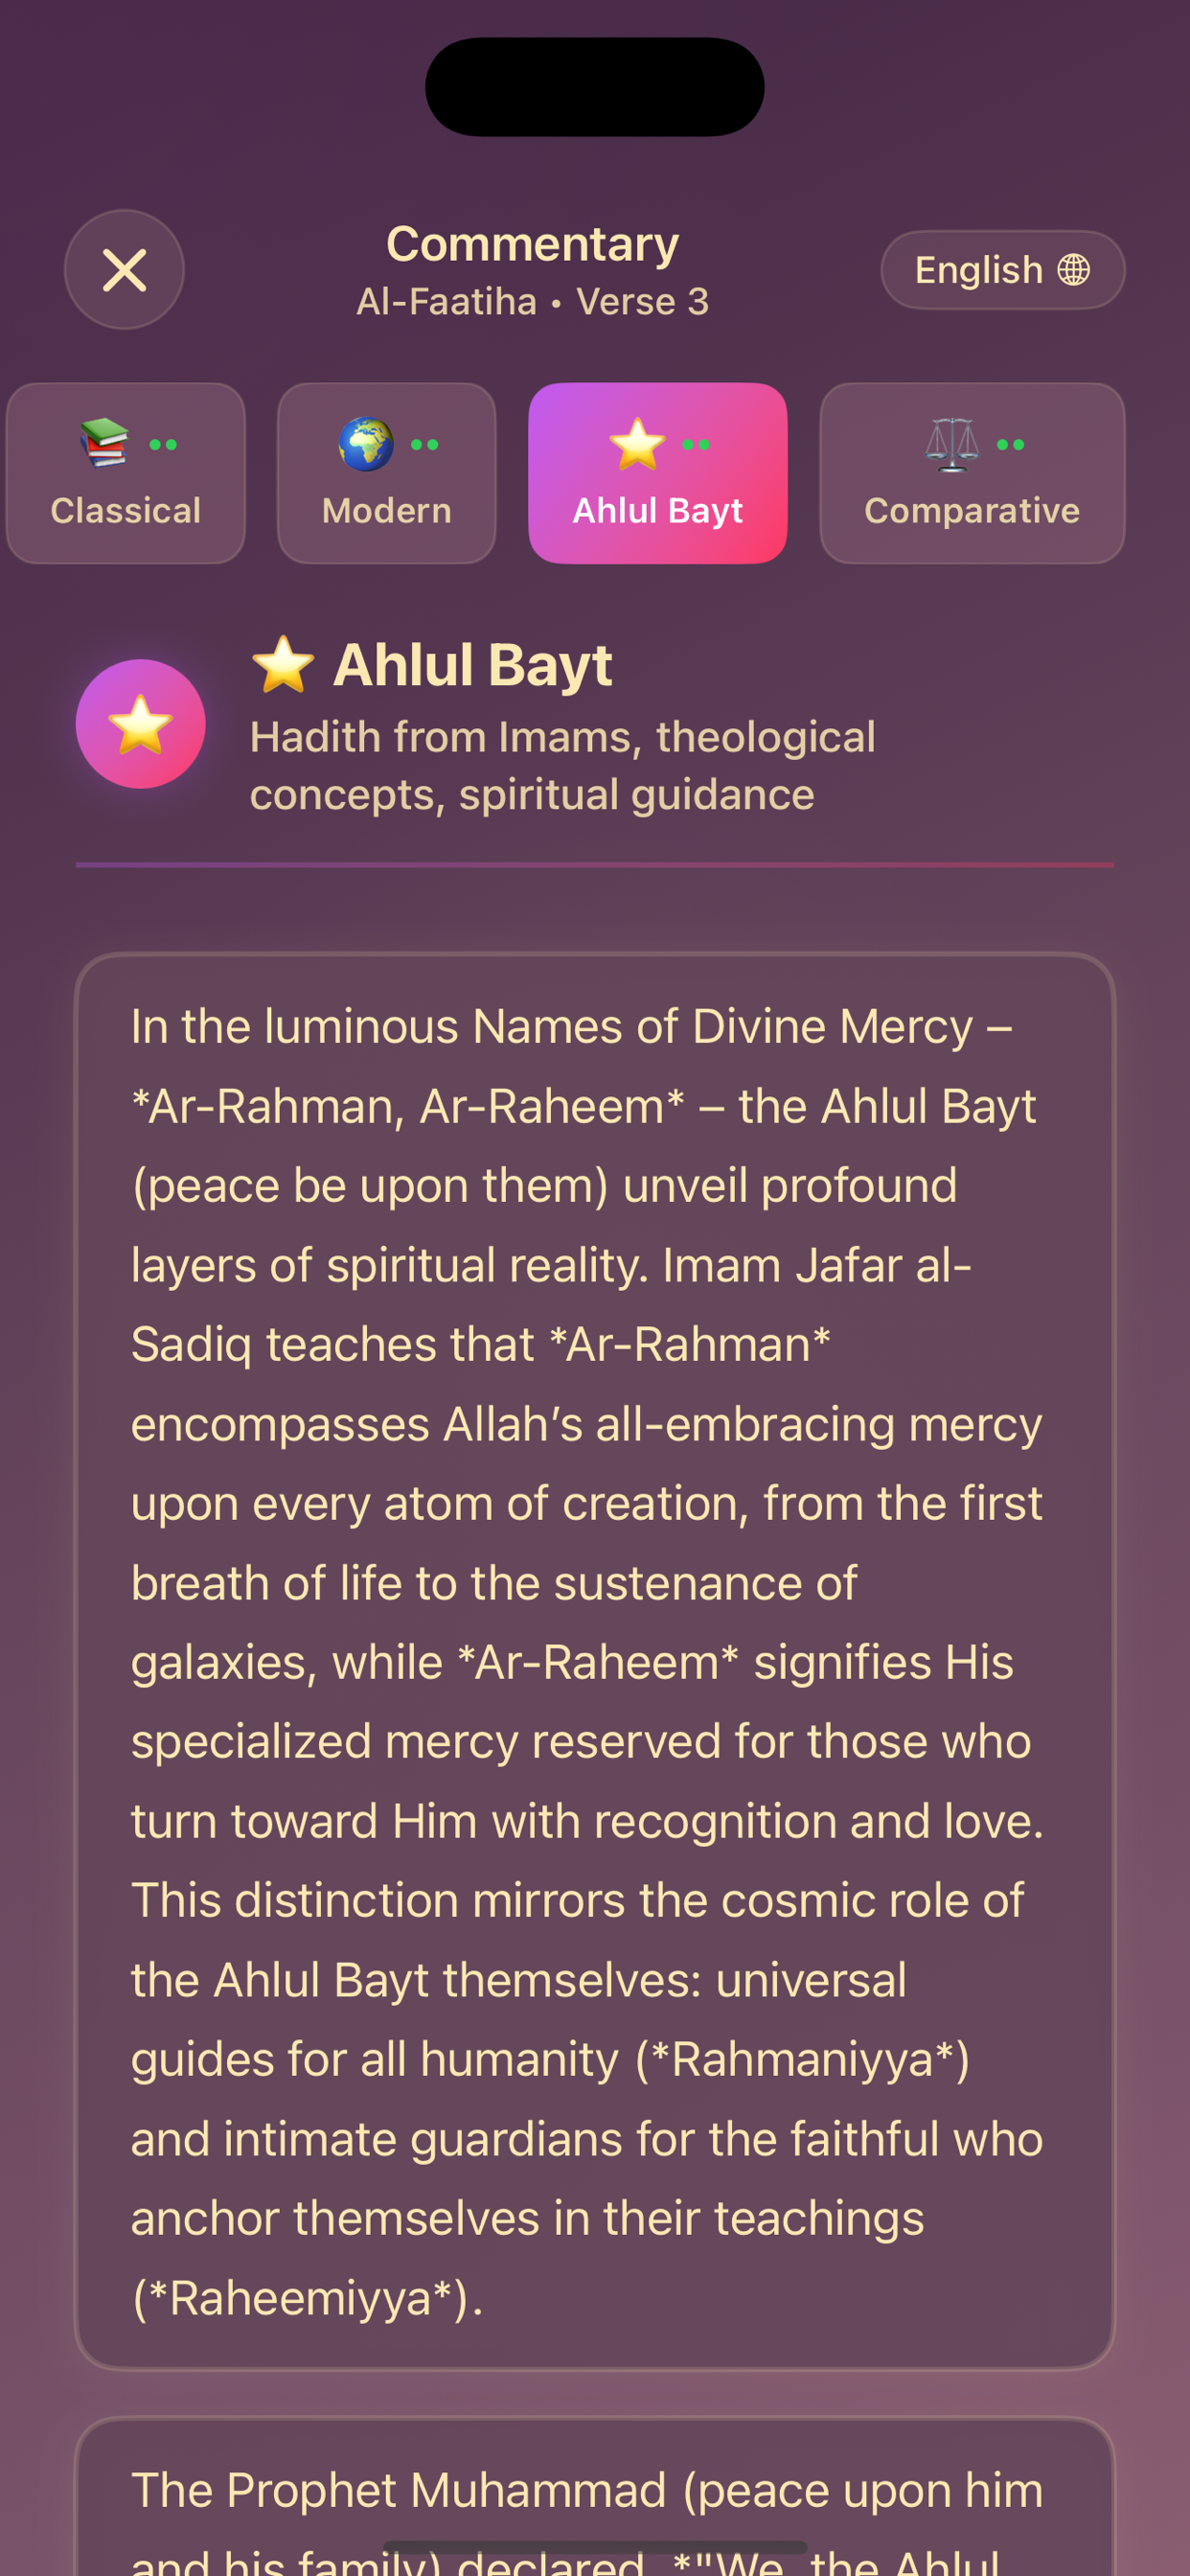 Commentary
Al-Faatiha • Verse 3
English
Classical
Modern
Ahlul Bayt
Comparative
Ahlul Bayt
Hadith from Imams, theological
concepts, spiritual guidance
In the luminous Names of Divine Mercy –
*Ar-Rahman, Ar-Raheem* – the Ahlul Bayt
(peace be upon them) unveil profound
layers of spiritual reality. Imam Jafar al-
Sadiq teaches that *Ar-Rahman*
encompasses Allah’s all-embracing mercy
upon every atom of creation, from the first
breath of life to the sustenance of
galaxies, while *Ar-Raheem* signifies His
specialized mercy reserved for those who
turn toward Him with recognition and love.
This distinction mirrors the cosmic role of
the Ahlul Bayt themselves: universal
guides for all humanity (*Rahmaniyya*)
and intimate guardians for the faithful who
anchor themselves in their teachings
(*Raheemiyya*).
The Prophet Muhammad (peace upon him
and his family) declared, *"We, the Ahlul